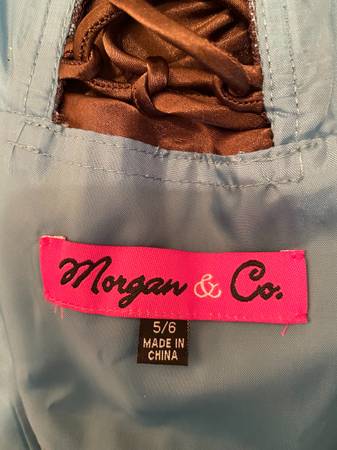 Morgan & Co.
5/6
MADE IN
CHINA